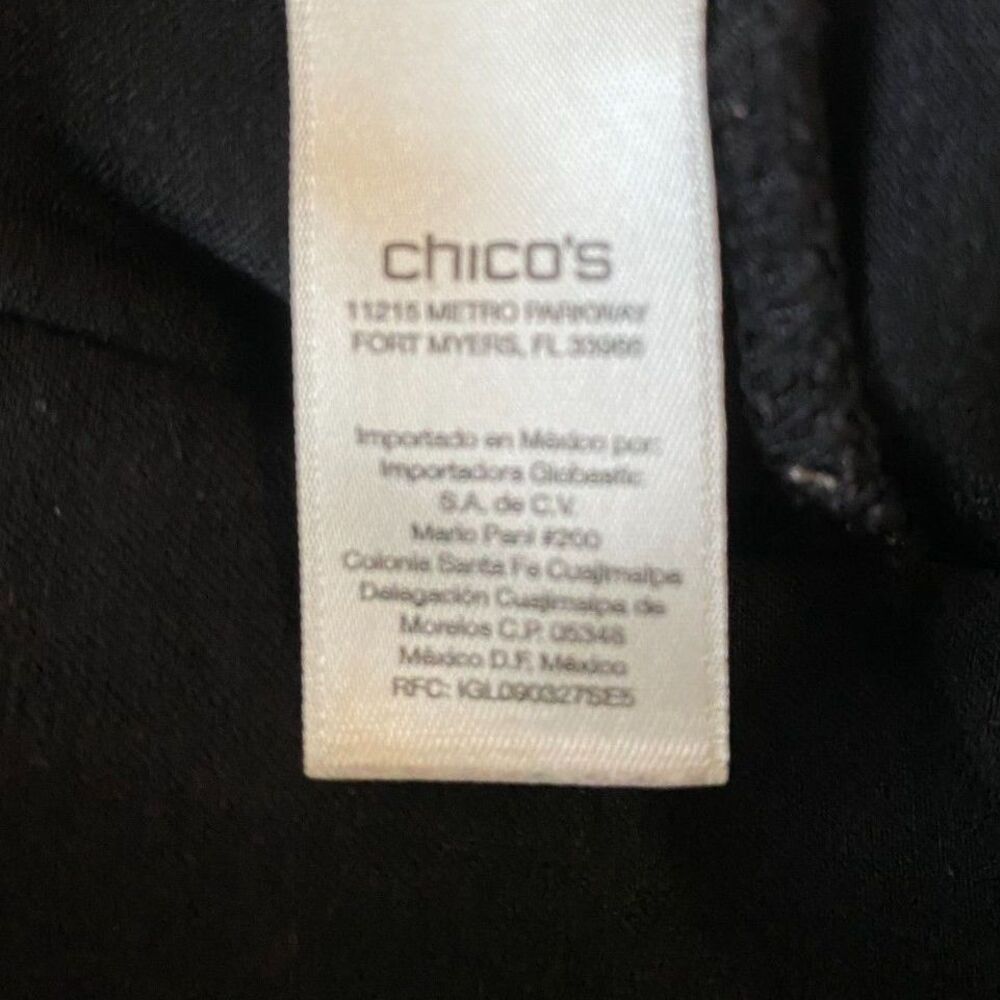 chico's
11215 METRO PARKWAY
FORT MYERS, FL 33966
Importado en México por:
Importadora Globastic
S.A. de C.V.
Mario Pani #200
Colonia Santa Fe Cuajimalpa
Delegación Cuajimalpa de
Morelos C.P. 05348
México D.F. México
RFC: IGL090327SE5